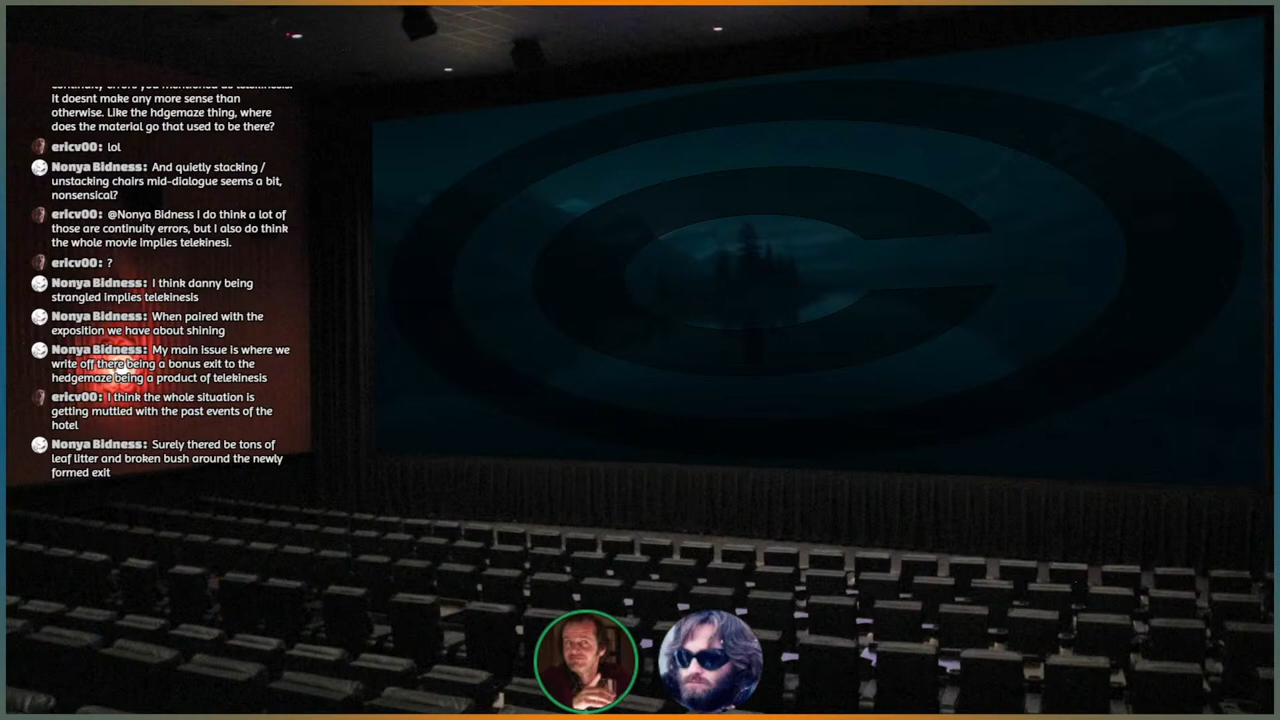 continuity errors you mentioned as telekinesis.
It doesnt make any more sense than
otherwise. Like the hdgemaze thing, where
does the material go that used to be there?
ericv00: lol
Nonya Bidness: And quietly stacking /
unstacking chairs mid-dialogue seems a bit,
nonsensical?
ericv00: @Nonya Bidness I do think a lot of
those are continuity errors, but I also do think
the whole movie implies telekinesi.
ericv00: ?
Nonya Bidness: I think danny being
strangled implies telekinesis
Nonya Bidness: When paired with the
exposition we have about shining
Nonya Bidness: My main issue is where we
write off there being a bonus exit to the
hedgemaze being a product of telekinesis
ericv00: I think the whole situation is
getting muttled with the past events of the
hotel
Nonya Bidness: Surely thered be tons of
leaf litter and broken bush around the newly
formed exit